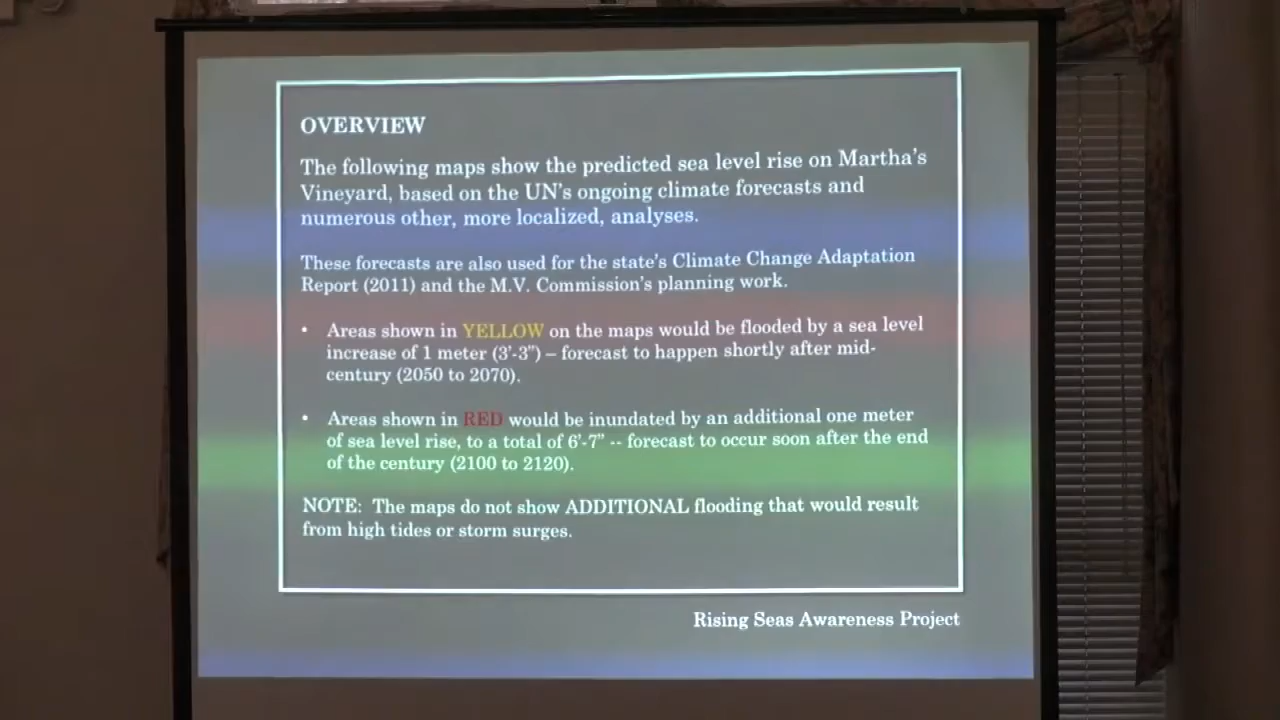 OVERVIEW
The following maps show the predicted sea level rise on Martha's
Vineyard, based on the UN's ongoing climate forecasts and
numerous other, more localized, analyses.
These forecasts are also used for the state's Climate Change Adaptation
Report (2011) and the M.V. Commission's planning work.
• Areas shown in YELLOW on the maps would be flooded by a sea level
increase of 1 meter (3'-3") – forecast to happen shortly after mid-
century (2050 to 2070).
• Areas shown in RED would be inundated by an additional one meter
of sea level rise, to a total of 6'-7" -- forecast to occur soon after the end
of the century (2100 to 2120).
NOTE: The maps do not show ADDITIONAL flooding that would result
from high tides or storm surges.
Rising Seas Awareness Project